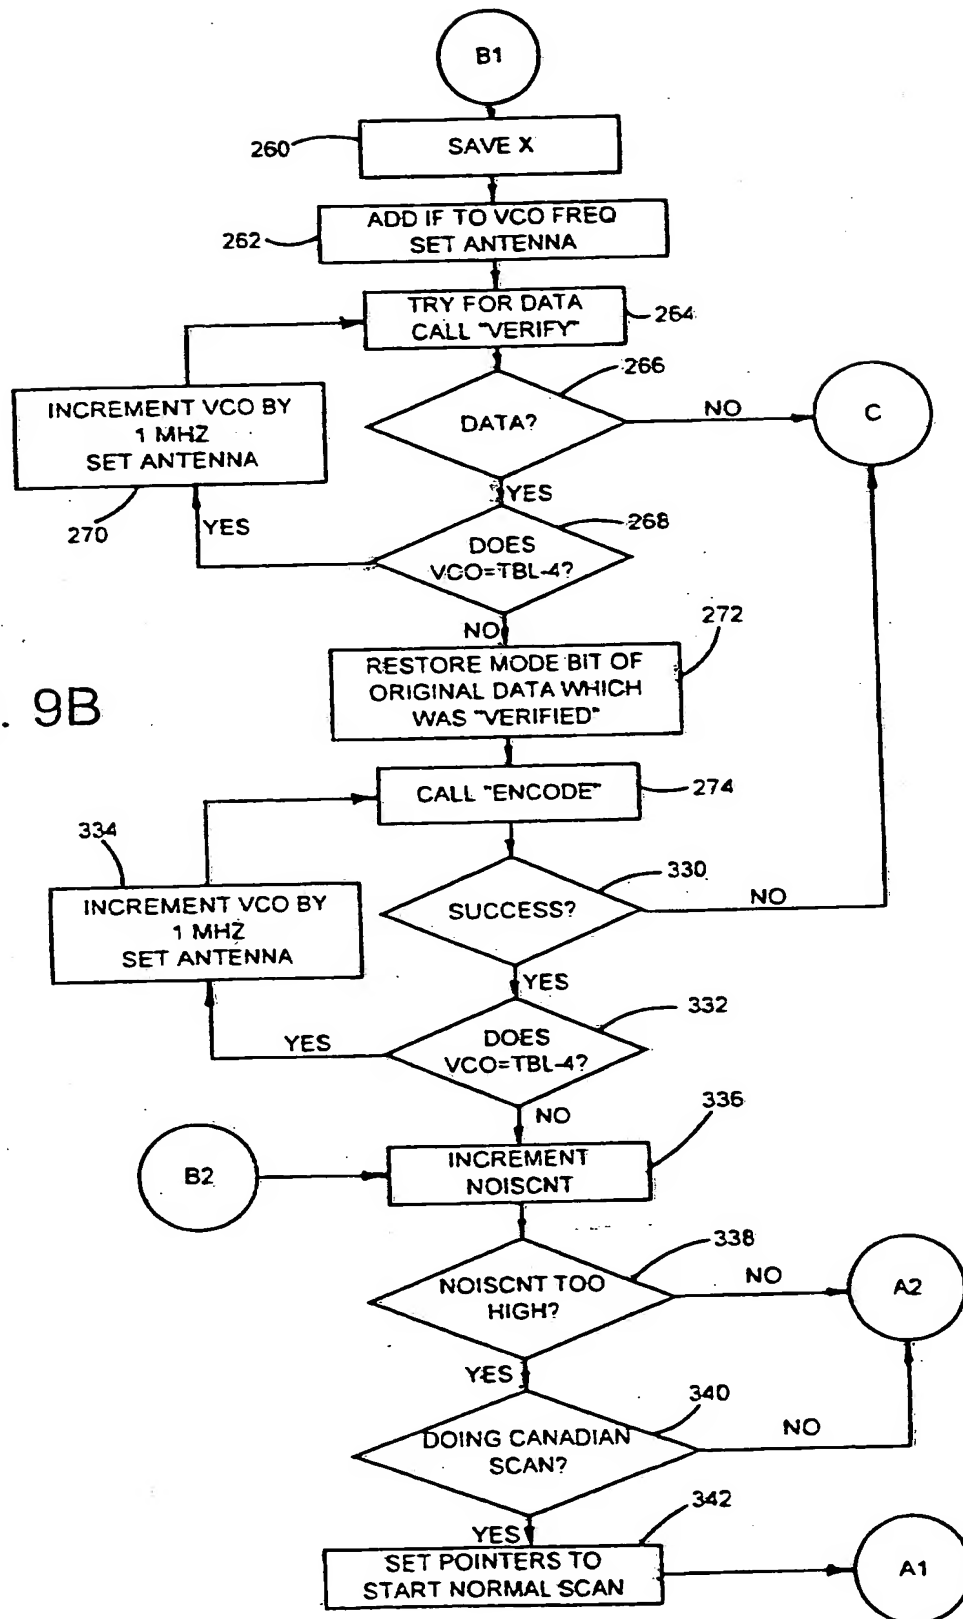 B1
260
SAVE X
262
ADD IF TO VCO FREQ
SET ANTENNA
TRY FOR DATA
CALL "VERIFY"
264
266
INCREMENT VCO BY
1 MHZ
SET ANTENNA
DATA?
NO
C
270
YES
YES
268
DOES
VCO=TBL-4?
NO
272
RESTORE MODE BIT OF
ORIGINAL DATA WHICH
WAS "VERIFIED"
. 9B
CALL "ENCODE"
274
334
330
INCREMENT VCO BY
1 MHZ
SET ANTENNA
SUCCESS?
NO
YES
332
YES
DOES
VCO=TBL-4?
NO
336
B2
INCREMENT
NOISCNT
338
NOISCNT TOO
HIGH?
NO
A2
YES
340
DOING CANADIAN
SCAN?
NO
342
YES
SET POINTERS TO
START NORMAL SCAN
A1